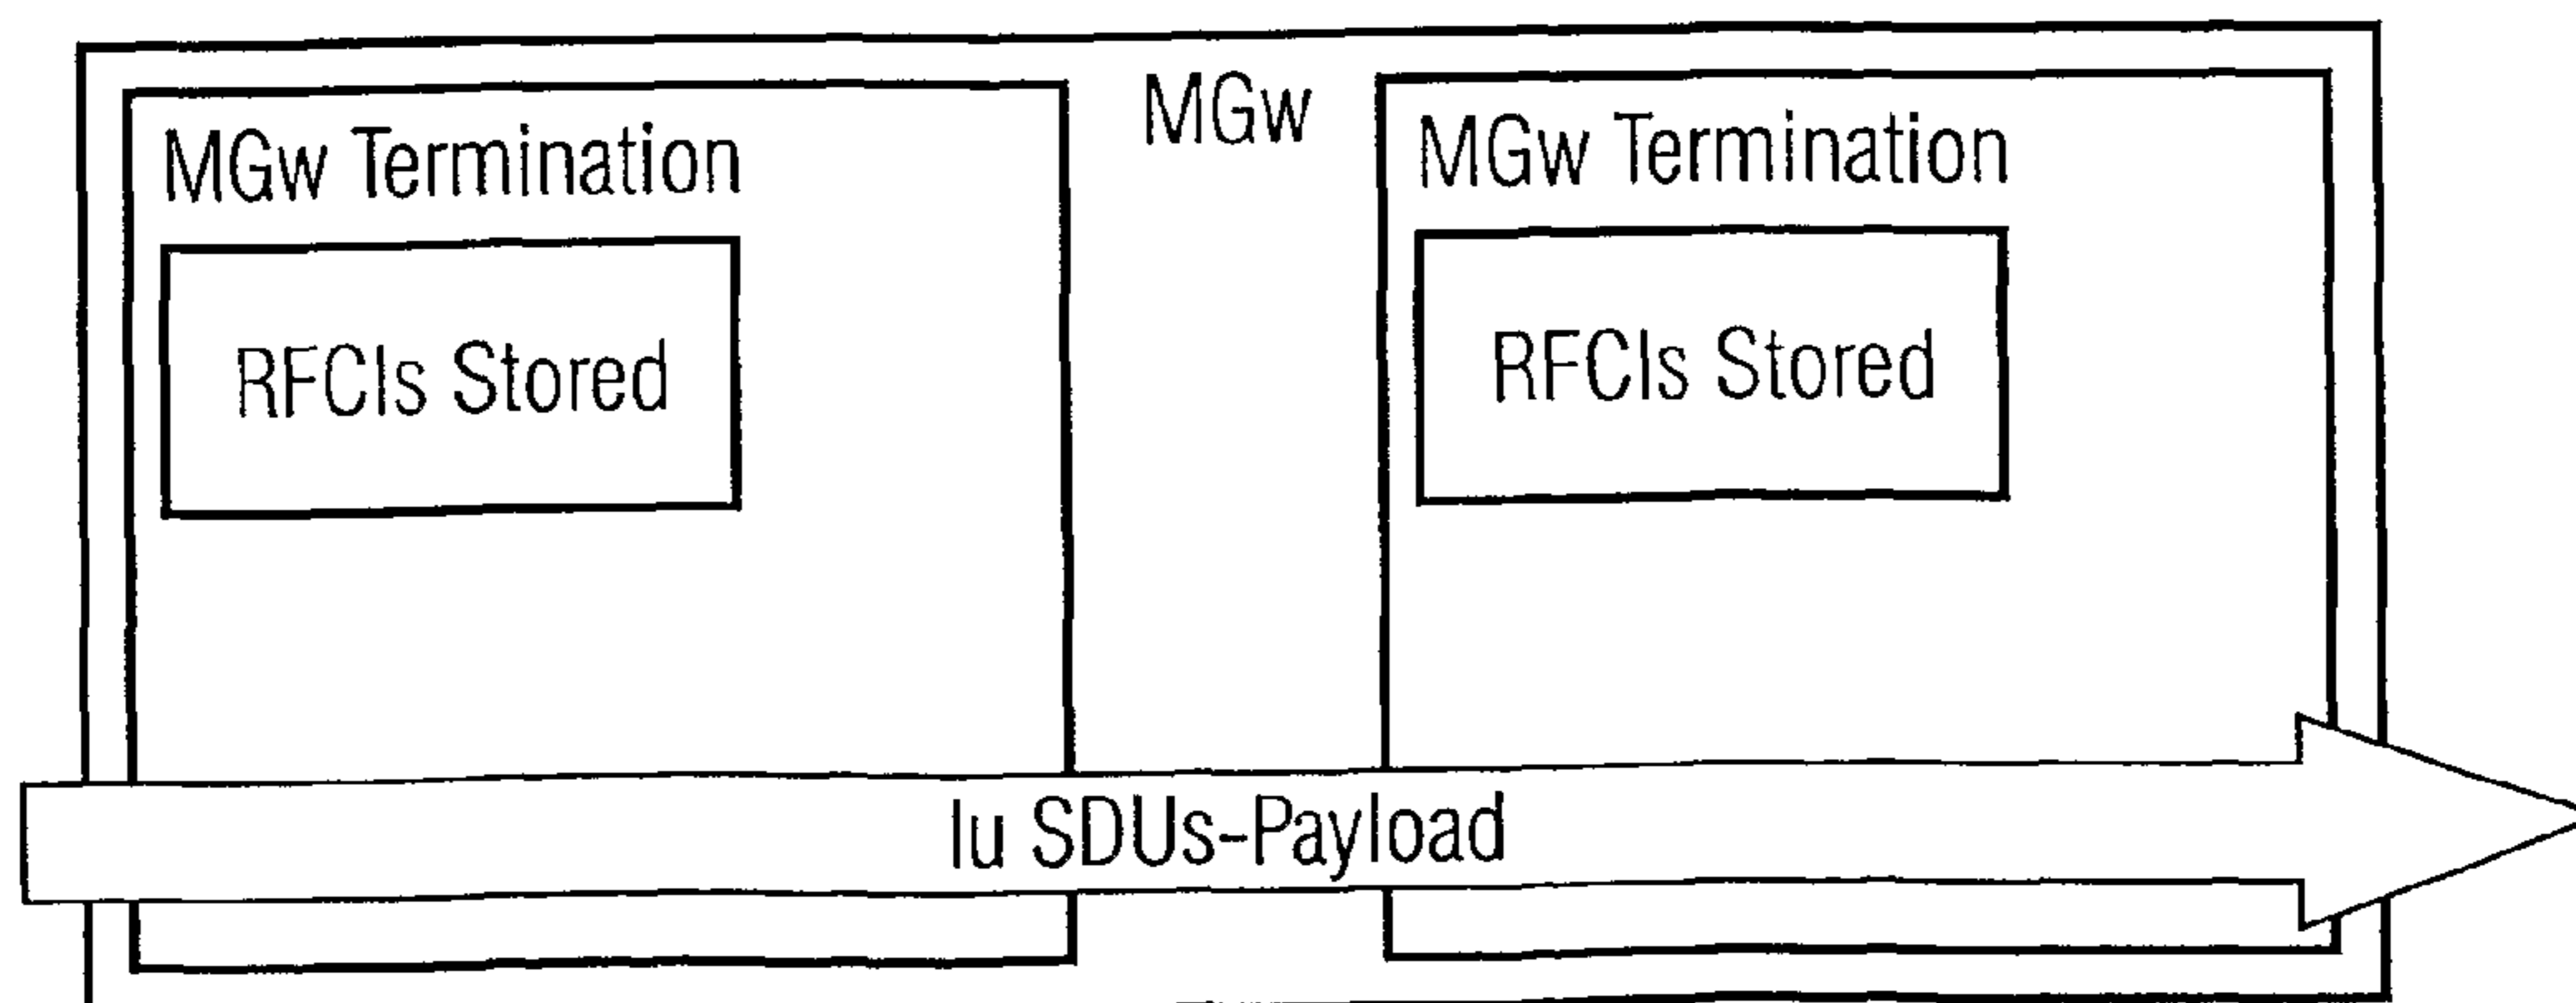 MGw
MGw Termination
MGw Termination
RFCIs Stored
RFCIs Stored
Iu SDUs-Payload